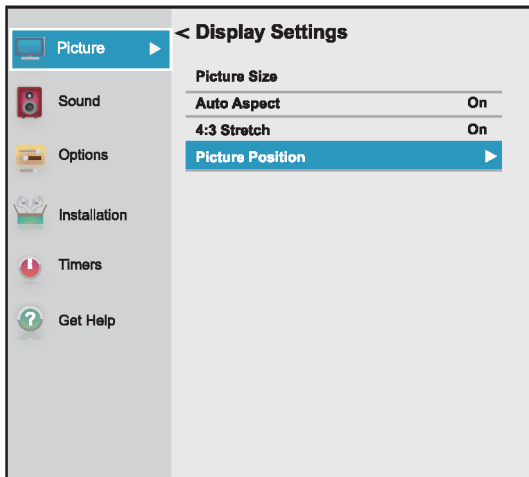 Picture
Sound
Options
Installation
Timers
Get Help
< Display Settings
Picture Size
Auto Aspect On
4:3 Stretch On
Picture Position